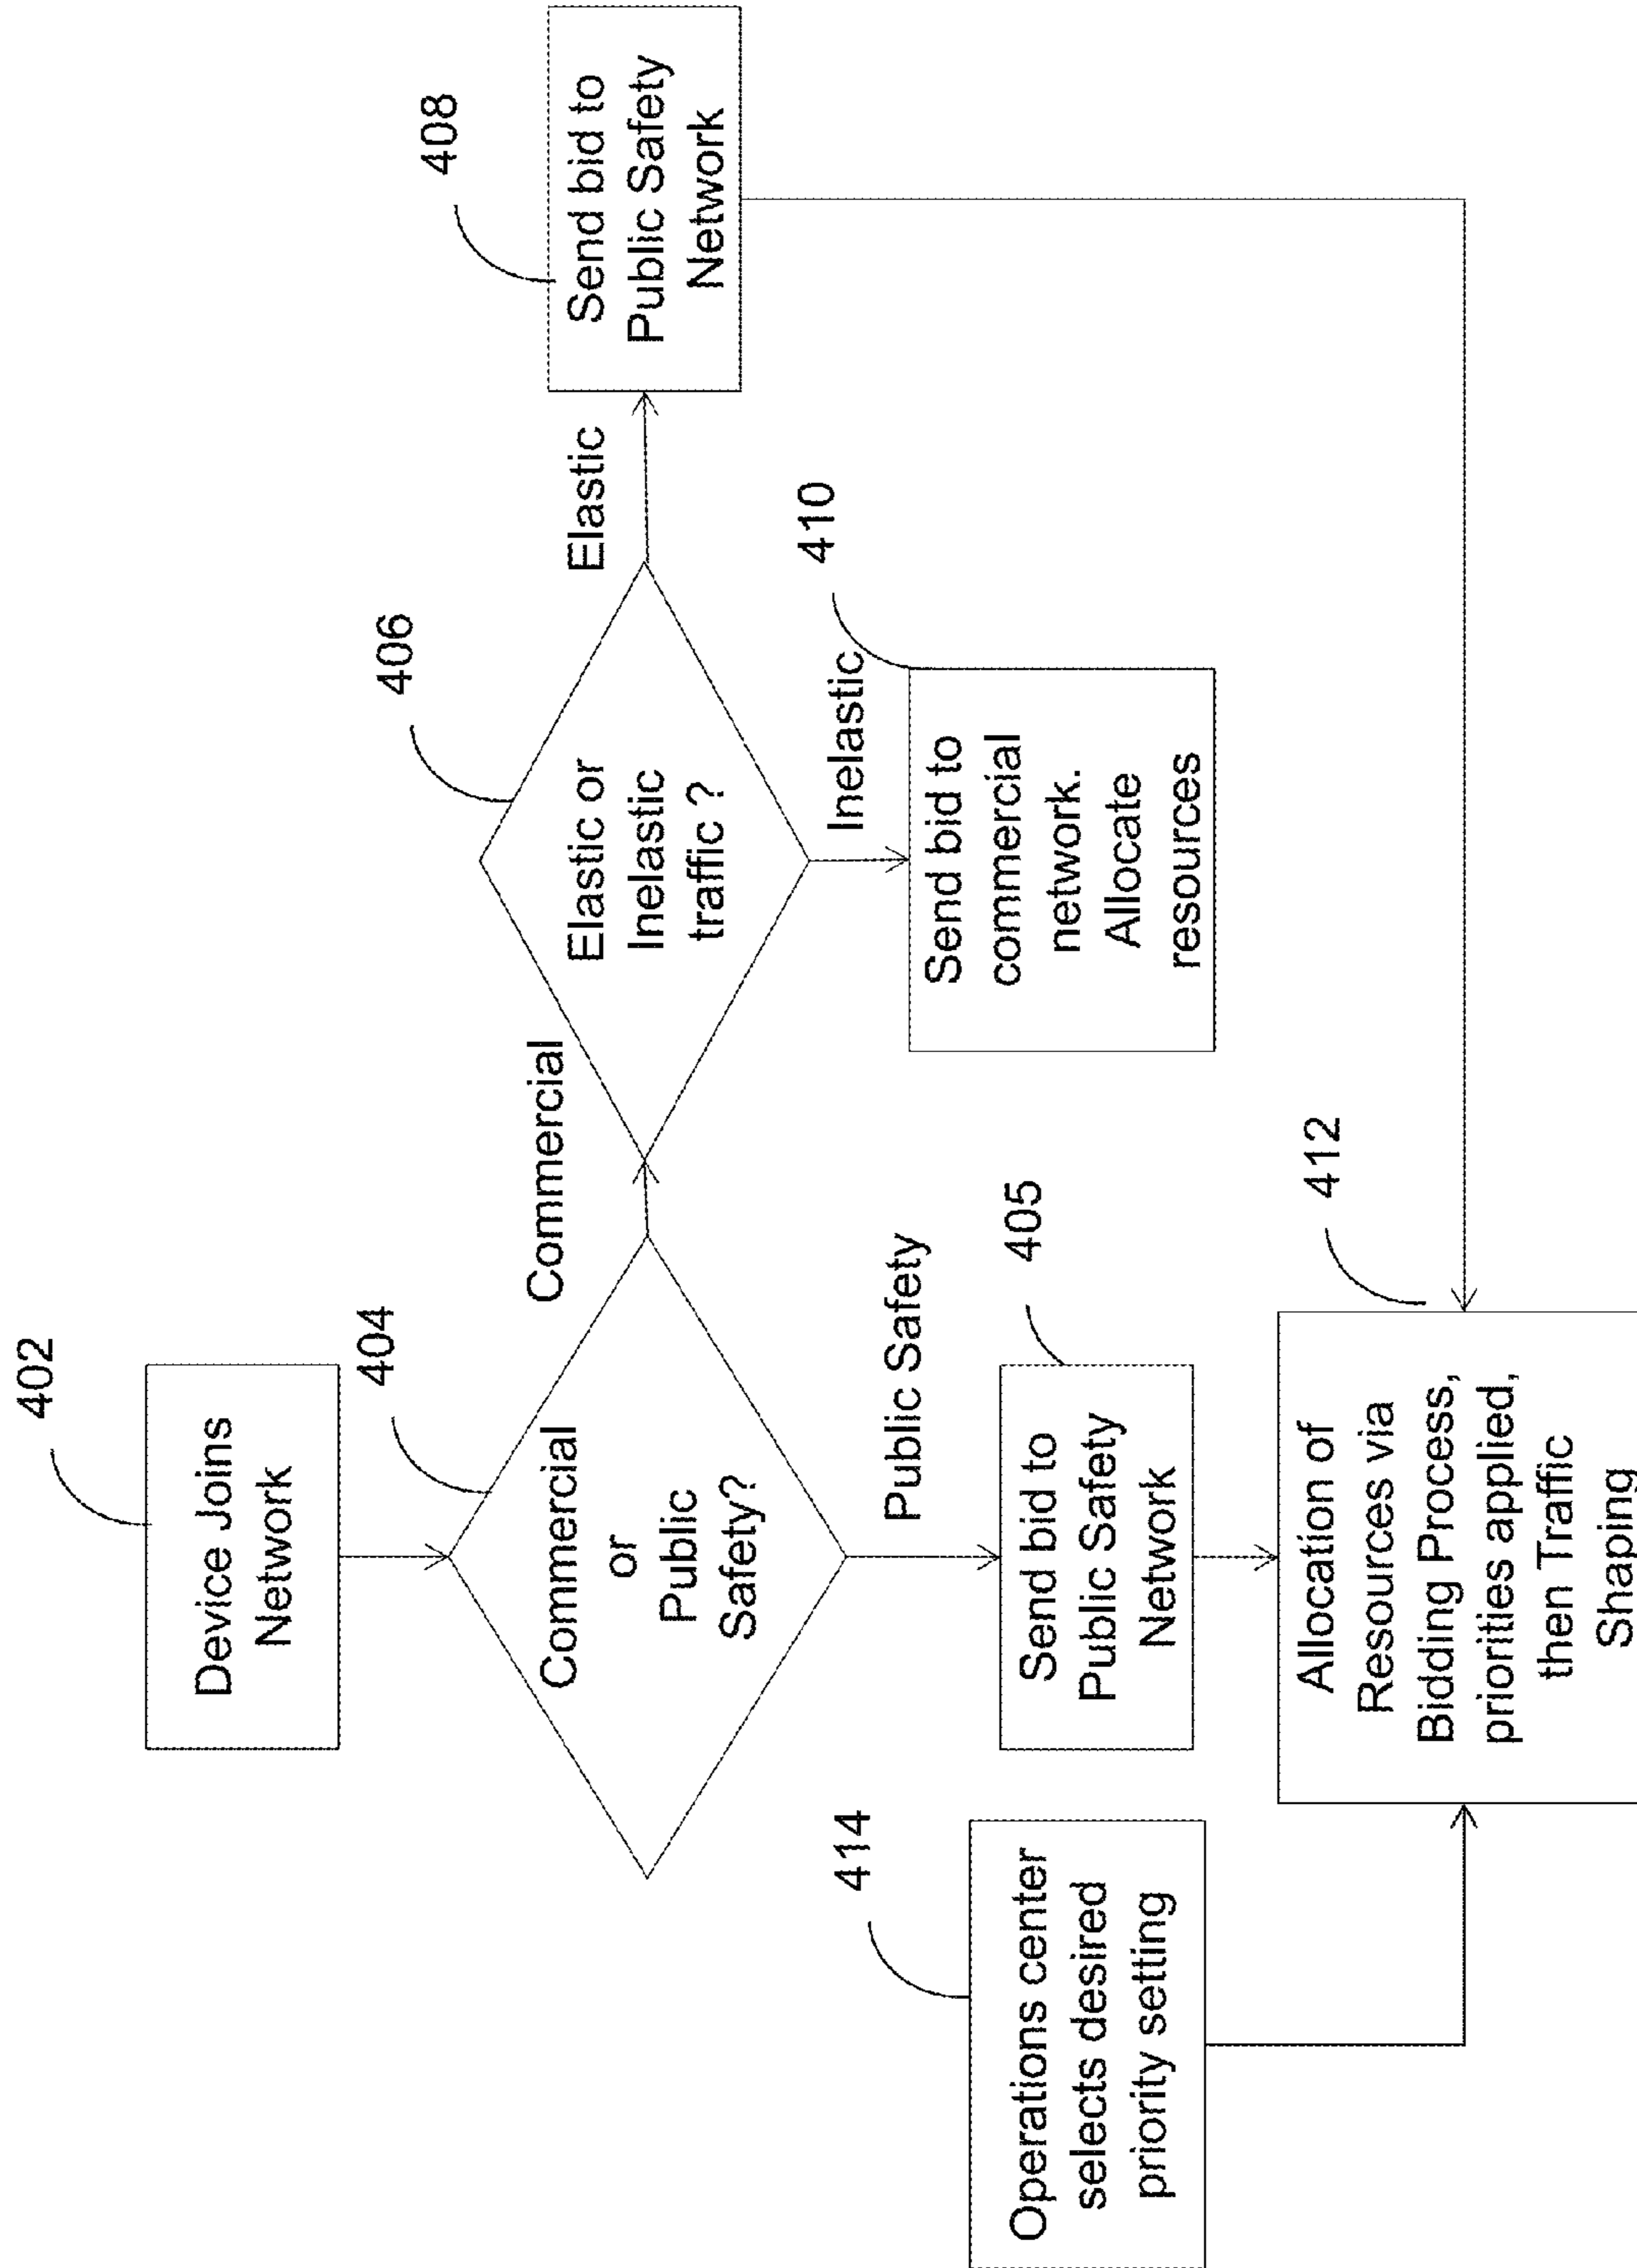 402
Device Joins
Network
404
Commercial
or
Public
Safety?
Commercial
406
Elastic or
Inelastic
traffic ?
Elastic
408
Send bid to
Public Safety
Network
Inelastic
410
Send bid to
commercial
network.
Allocate
resources
Public Safety
405
Send bid to
Public Safety
Network
414
Operations center
selects desired
priority setting
412
Allocation of
Resources via
Bidding Process,
priorities applied,
then Traffic
Shaping